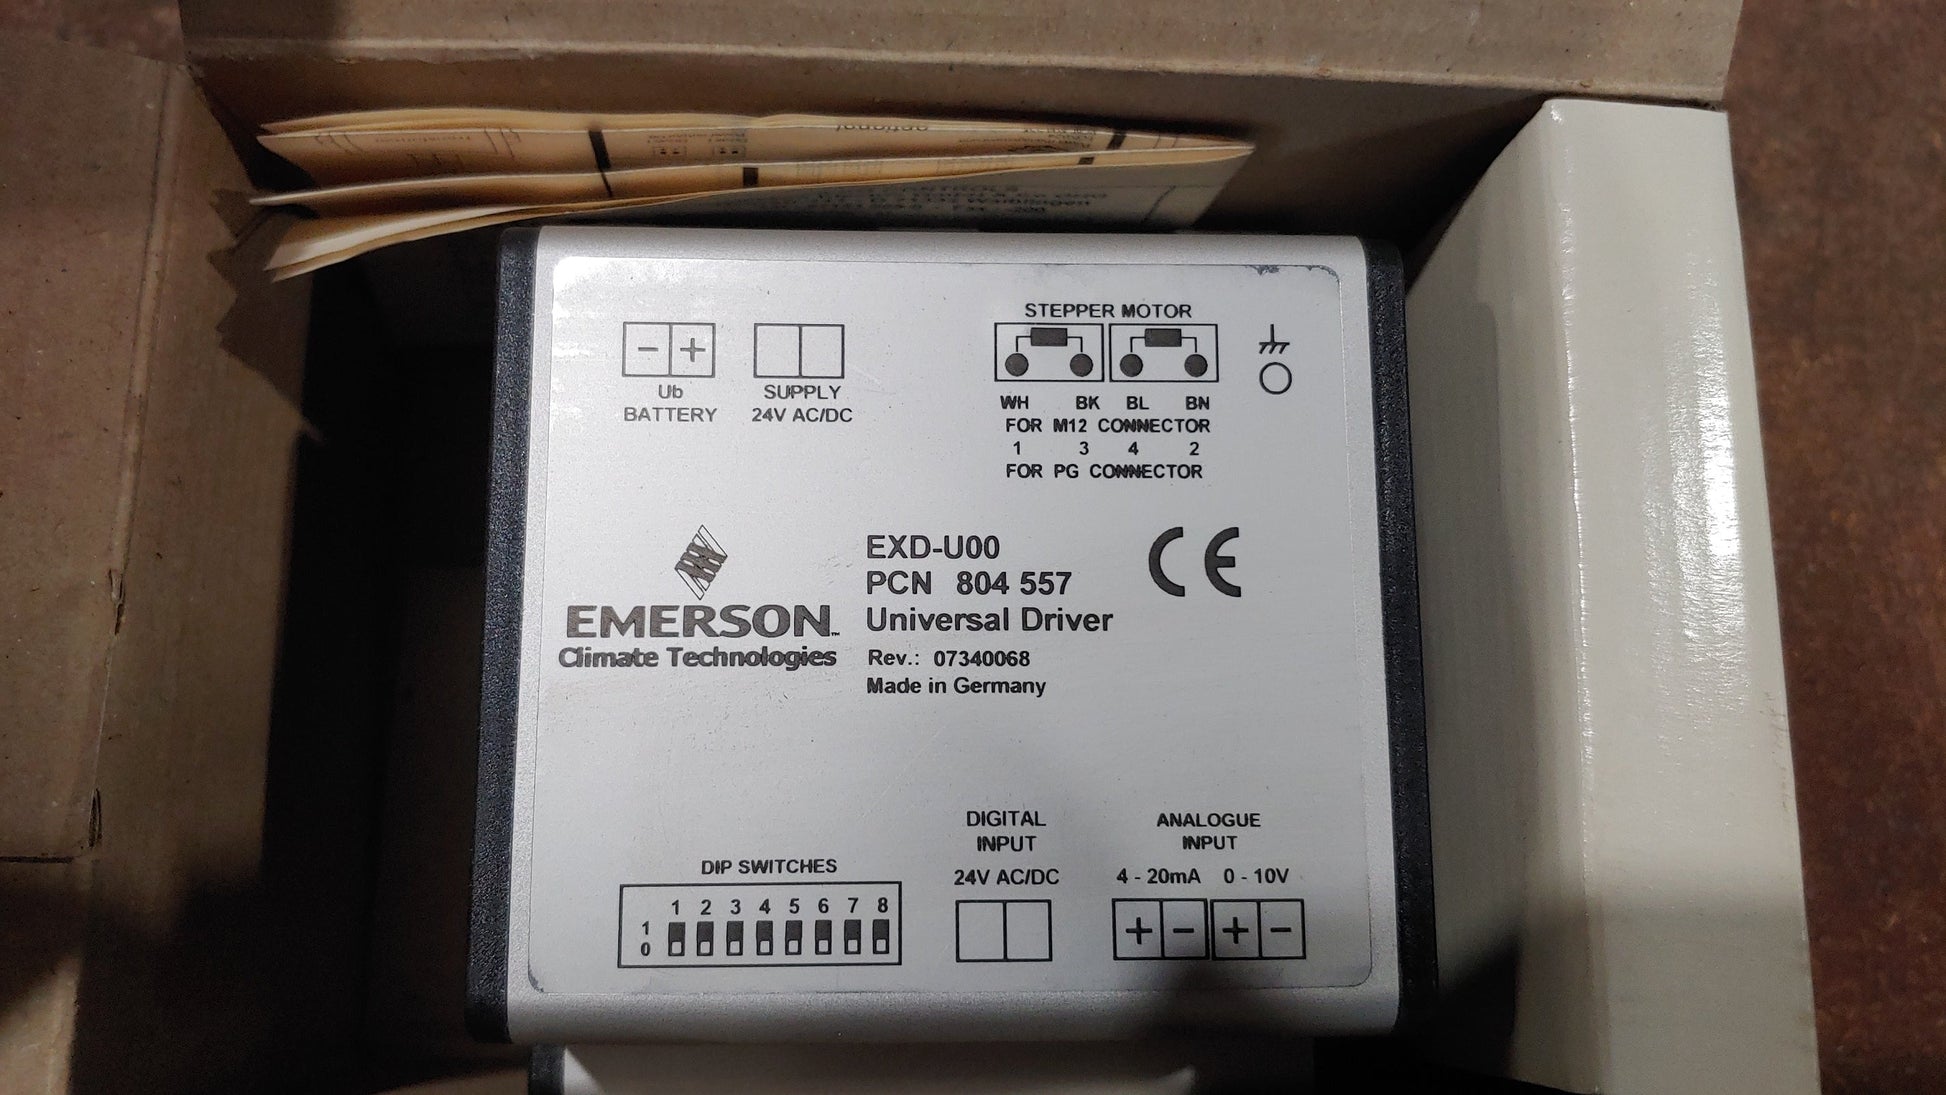 optional
CONTROLS
STEPPER MOTOR
- +
Ub
BATTERY
SUPPLY
24V AC/DC
WH BK BL BN
FOR M12 CONNECTOR
1 3 4 2
FOR PG CONNECTOR
EMERSON™
Climate Technologies
EXD-U00
PCN 804 557
Universal Driver
Rev.: 07340068
Made in Germany
CE
DIP SWITCHES
1 2 3 4 5 6 7 8
1
0
DIGITAL
INPUT
24V AC/DC
ANALOGUE
INPUT
4 - 20mA 0 - 10V
+ - + -